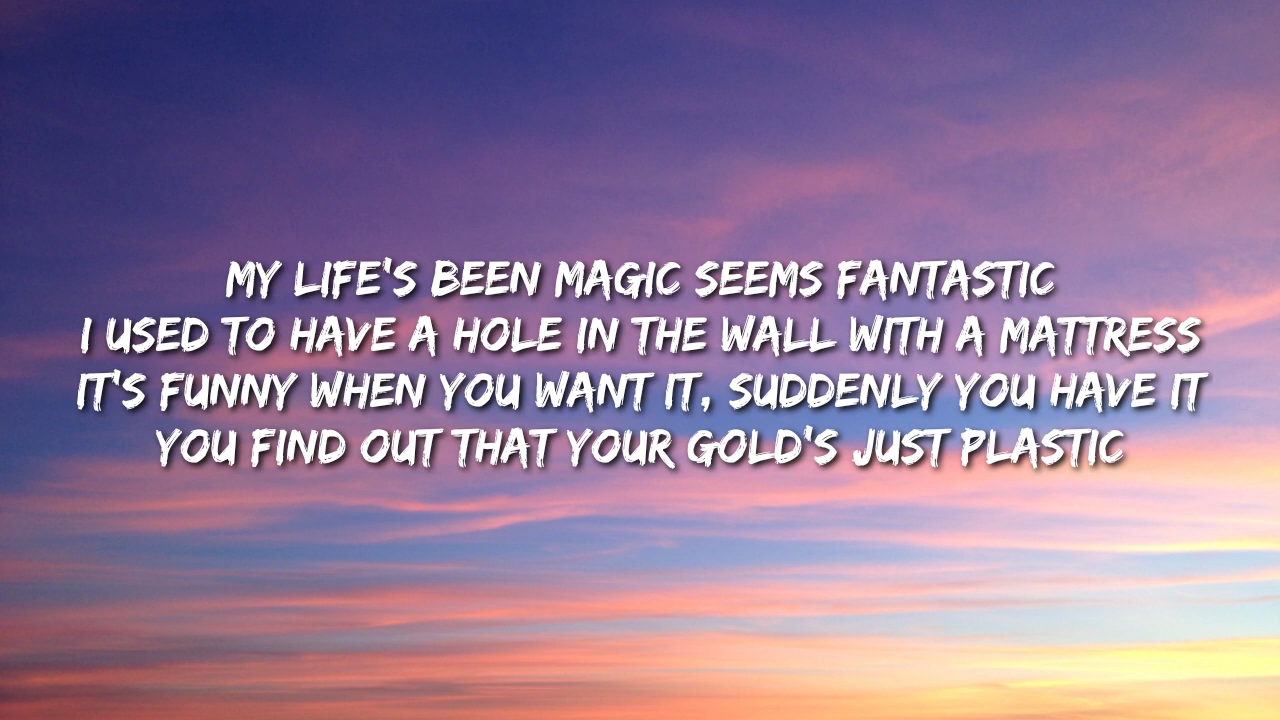 MY LIFE'S BEEN MAGIC SEEMS FANTASTIC
I USED TO HAVE A HOLE IN THE WALL WITH A MATTRESS
IT'S FUNNY WHEN YOU WANT IT, SUDDENLY YOU HAVE IT
YOU FIND OUT THAT YOUR GOLD'S JUST PLASTIC